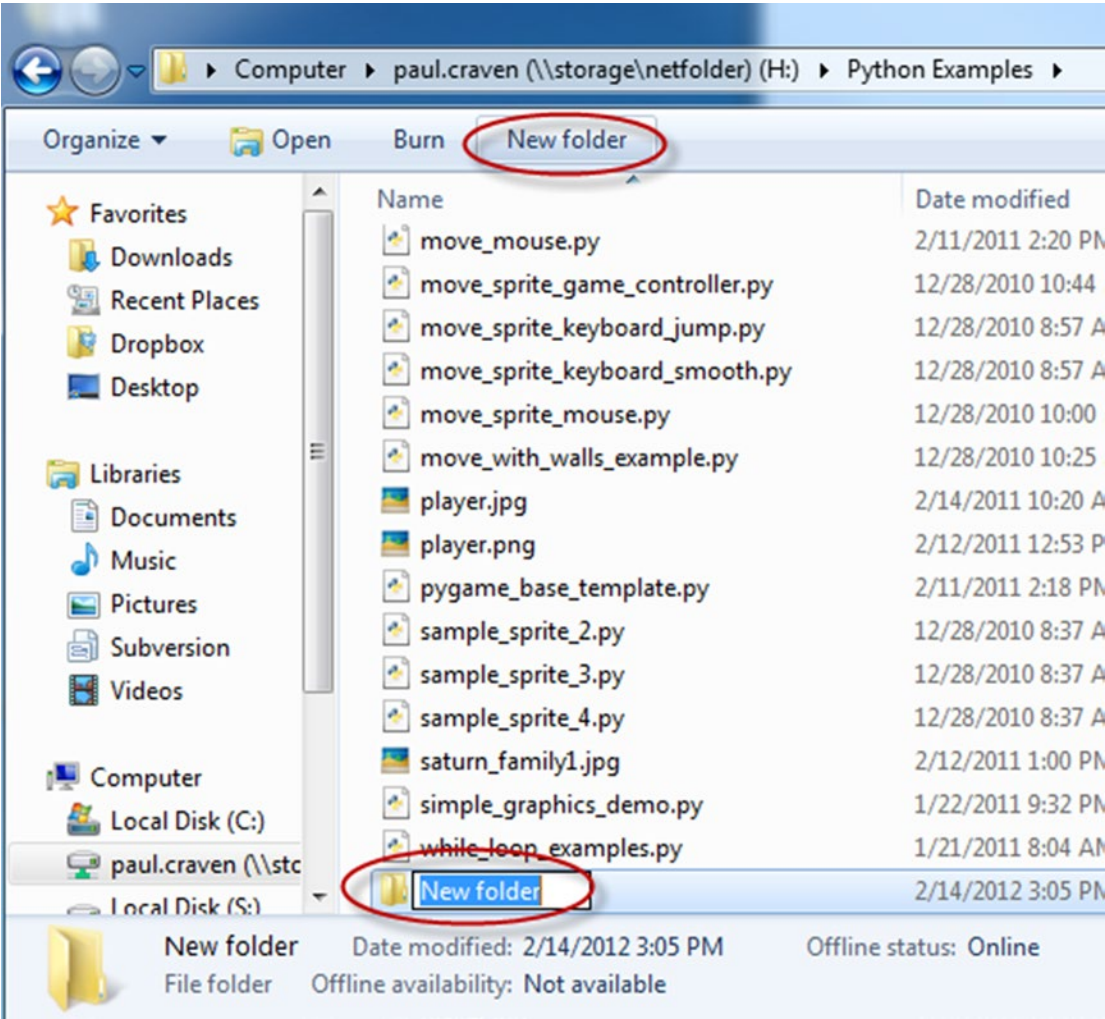 Computer paul.craven (\\storage\netfolder) (H:) Python Examples
Organize Open Burn New folder
Favorites
Downloads
Recent Places
Dropbox
Desktop
Libraries
Documents
Music
Pictures
Subversion
Videos
Computer
Local Disk (C:)
paul.craven (\\stc
Local Disk (S:)
Name Date modified
move_mouse.py 2/11/2011 2:20 PM
move_sprite_game_controller.py 12/28/2010 10:44
move_sprite_keyboard_jump.py 12/28/2010 8:57 A
move_sprite_keyboard_smooth.py 12/28/2010 8:57 A
move_sprite_mouse.py 12/28/2010 10:00
move_with_walls_example.py 12/28/2010 10:25
player.jpg 2/14/2011 10:20 A
player.png 2/12/2011 12:53 P
pygame_base_template.py 2/11/2011 2:18 PM
sample_sprite_2.py 12/28/2010 8:37 A
sample_sprite_3.py 12/28/2010 8:37 A
sample_sprite_4.py 12/28/2010 8:37 A
saturn_family1.jpg 2/12/2011 1:00 PM
simple_graphics_demo.py 1/22/2011 9:32 PM
while_loop_examples.py 1/21/2011 8:04 AM
New folder 2/14/2012 3:05 PM
New folder Date modified: 2/14/2012 3:05 PM Offline status: Online
File folder Offline availability: Not available